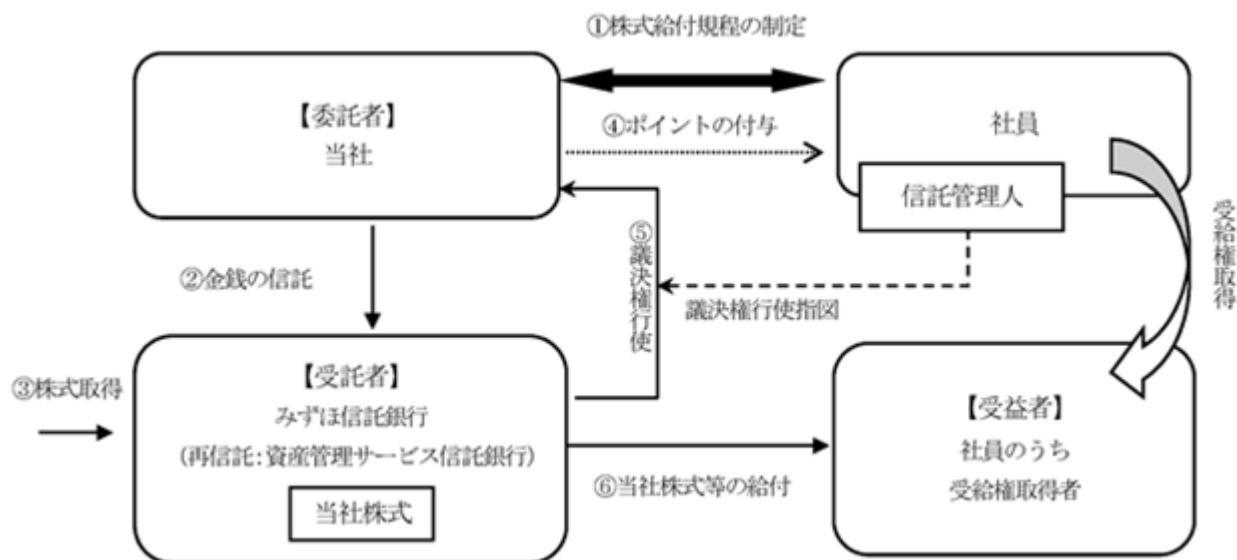 ①株式給付規程の制定
【委託者】
当社
④ポイントの付与
社員
信託管理人
②金銭の信託
⑤議決権行使
議決権行使指図
受給権取得
③株式取得
【受託者】
みずほ信託銀行
(再信託:資産管理サービス信託銀行)
当社株式
⑥当社株式等の給付
【受益者】
社員のうち
受給権取得者